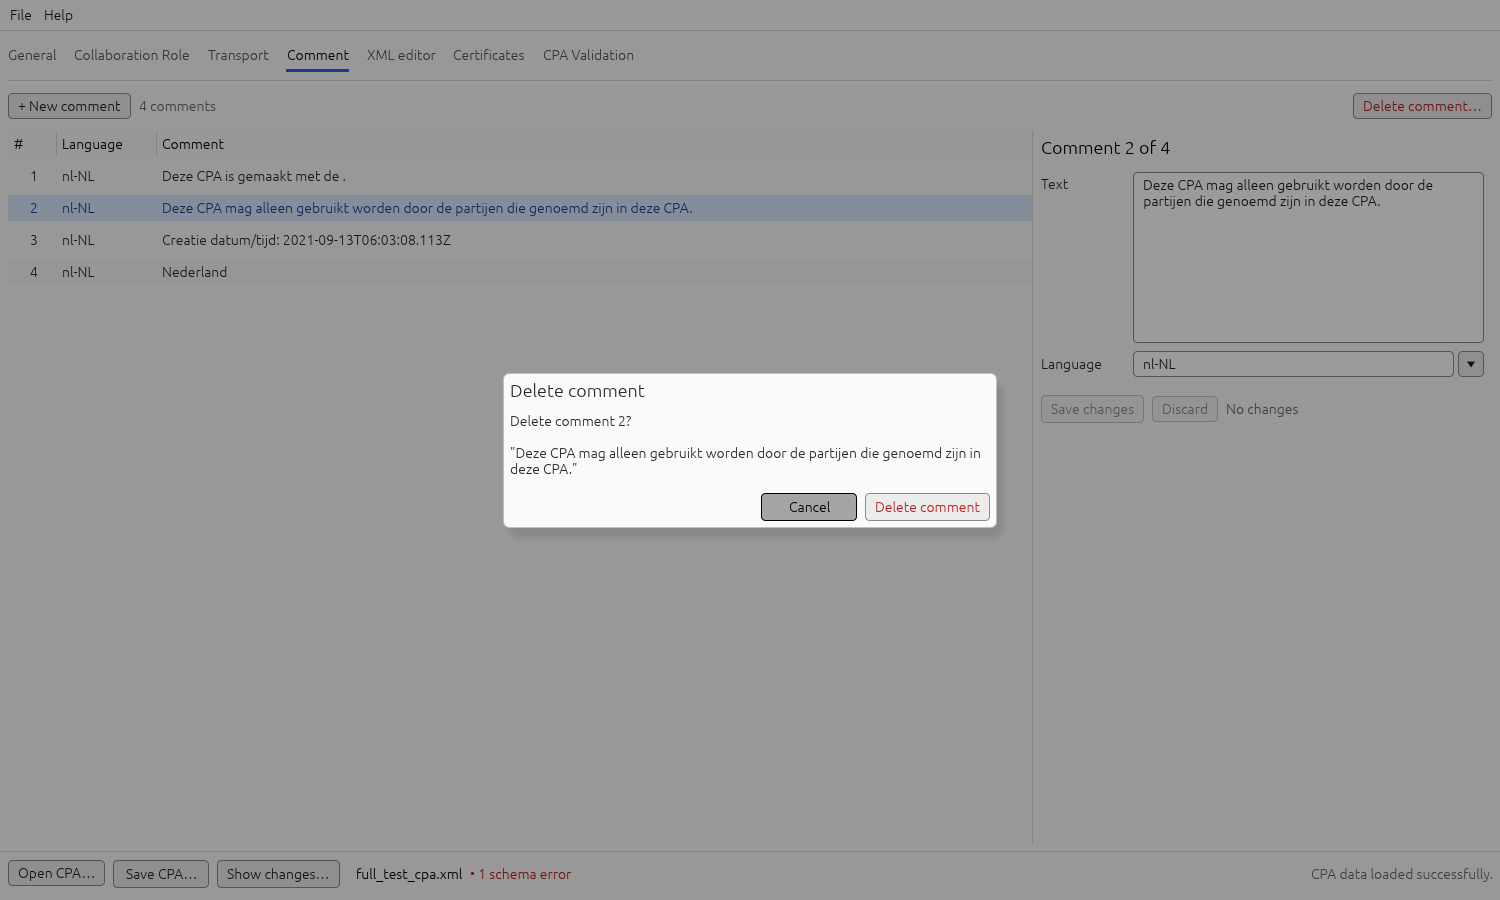 File Help
General Collaboration Role Transport Comment XML editor Certificates CPA Validation
+ New comment 4 comments Delete comment…
# Language Comment
1 nl-NL Deze CPA is gemaakt met de .
2 nl-NL Deze CPA mag alleen gebruikt worden door de partijen die genoemd zijn in deze CPA.
3 nl-NL Creatie datum/tijd: 2021-09-13T06:03:08.113Z
4 nl-NL Nederland
Comment 2 of 4
Text
Deze CPA mag alleen gebruikt worden door de
partijen die genoemd zijn in deze CPA.
Language nl-NL
Save changes Discard No changes
Delete comment
Delete comment 2?
"Deze CPA mag alleen gebruikt worden door de partijen die genoemd zijn in
deze CPA."
Cancel Delete comment
Open CPA… Save CPA… Show changes… full_test_cpa.xml • 1 schema error CPA data loaded successfully.